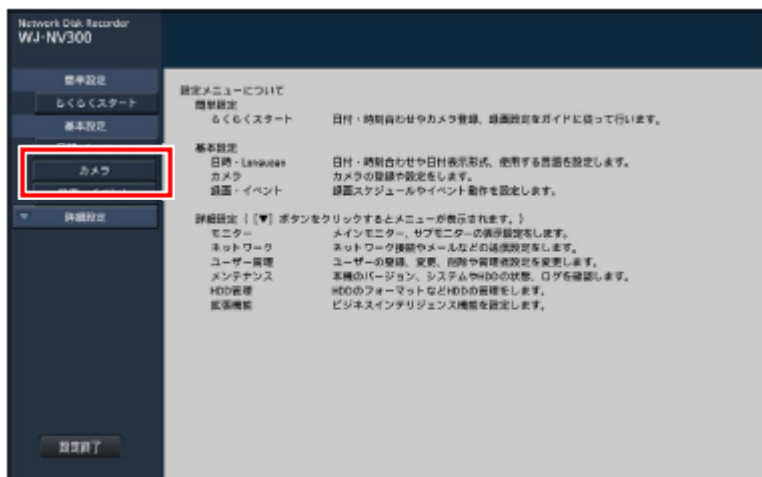 Network Disk Recorder
WJ-NV300
簡単設定
らくらくスタート
基本設定
カメラ
▼ 詳細設定
設定終了
設定メニューについて
簡単設定
らくらくスタート 日付・時刻合わせやカメラ登録、録画設定をガイドに従って行います。
基本設定
日時・Language 日付・時刻合わせや日付表示形式、使用する言語を設定します。
カメラ カメラの登録や設定をします。
録画・イベント 録画スケジュールやイベント動作を設定します。
詳細設定（［▼］ボタンをクリックするとメニューが表示されます。）
モニター メインモニター、サブモニターの表示設定をします。
ネットワーク ネットワーク接続やメールなどの送信設定をします。
ユーザー管理 ユーザーの登録、変更、削除や管理者設定を変更します。
メンテナンス 本機のバージョン、システムやHDDの状態、ログを確認します。
HDD管理 HDDのフォーマットなどHDDの管理をします。
拡張機能 ビジネスインテリジェンス機能を設定します。